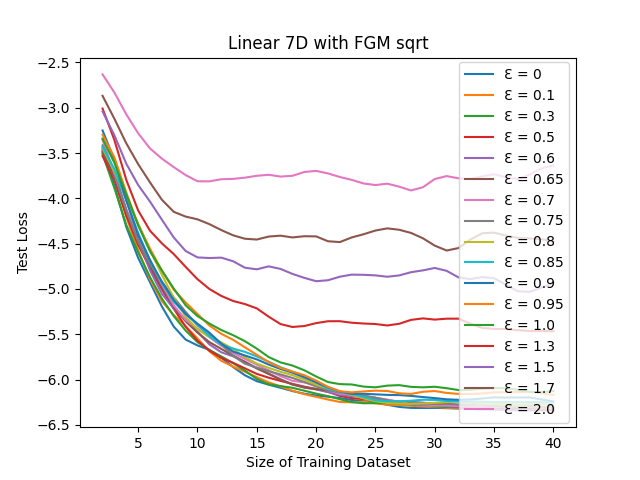 Linear 7D with FGM sqrt
Test Loss
−2.5
−3.0
−3.5
−4.0
−4.5
−5.0
−5.5
−6.0
−6.5
5
10
15
20
25
30
35
40
Size of Training Dataset
Ɛ = 0
Ɛ = 0.1
Ɛ = 0.3
Ɛ = 0.5
Ɛ = 0.6
Ɛ = 0.65
Ɛ = 0.7
Ɛ = 0.75
Ɛ = 0.8
Ɛ = 0.85
Ɛ = 0.9
Ɛ = 0.95
Ɛ = 1.0
Ɛ = 1.3
Ɛ = 1.5
Ɛ = 1.7
Ɛ = 2.0